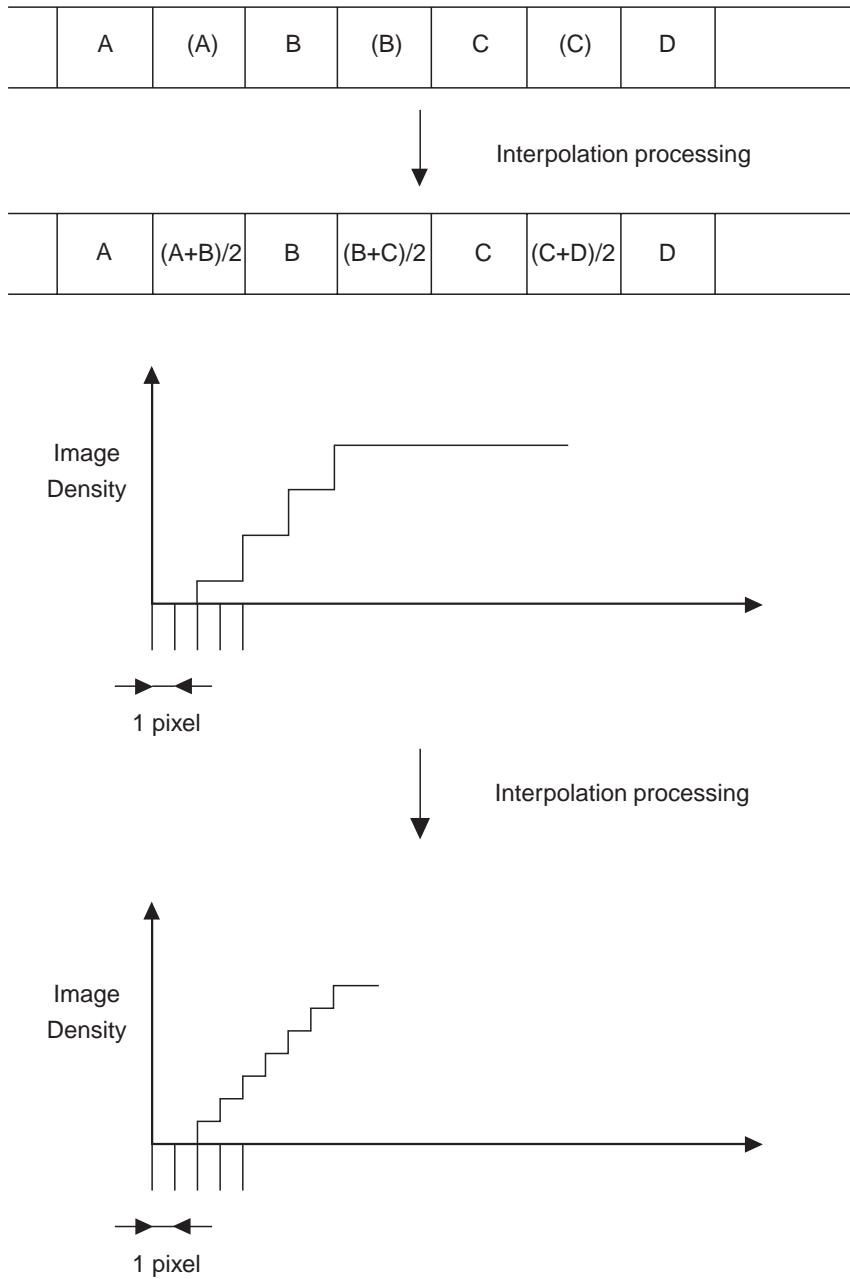 A (A) B (B) C (C) D
Interpolation processing
A (A+B)/2 B (B+C)/2 C (C+D)/2 D
Image
Density
1 pixel
Interpolation processing
Image
Density
1 pixel